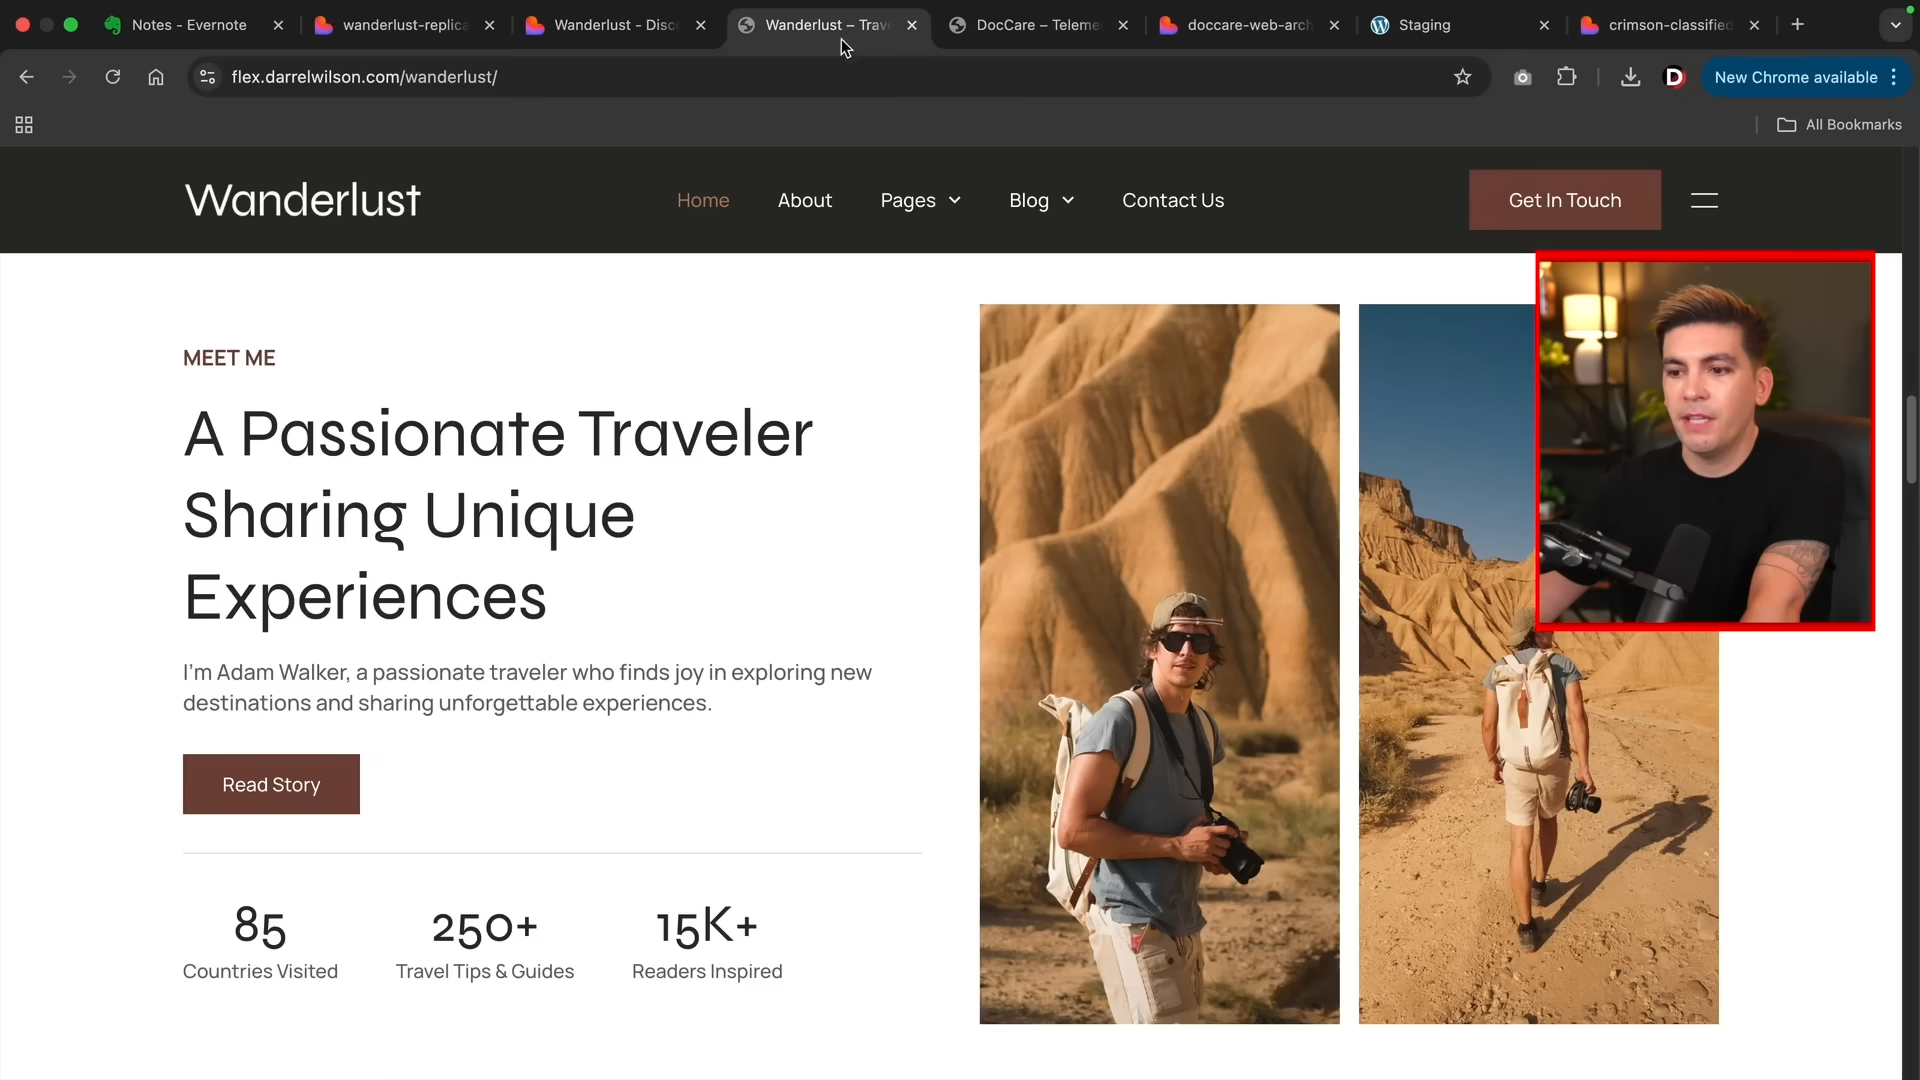 Notes - Evernote
wanderlust-replica
Wanderlust - Disco
Wanderlust – Trav
DocCare – Teleme
doccare-web-arch
Staging
crimson-classified
flex.darrelwilson.com/wanderlust/
D
New Chrome available
All Bookmarks
Wanderlust
Home
About
Pages
Blog
Contact Us
Get In Touch
MEET ME
A Passionate Traveler
Sharing Unique
Experiences
I'm Adam Walker, a passionate traveler who finds joy in exploring new
destinations and sharing unforgettable experiences.
Read Story
85
250+
15K+
Countries Visited
Travel Tips & Guides
Readers Inspired